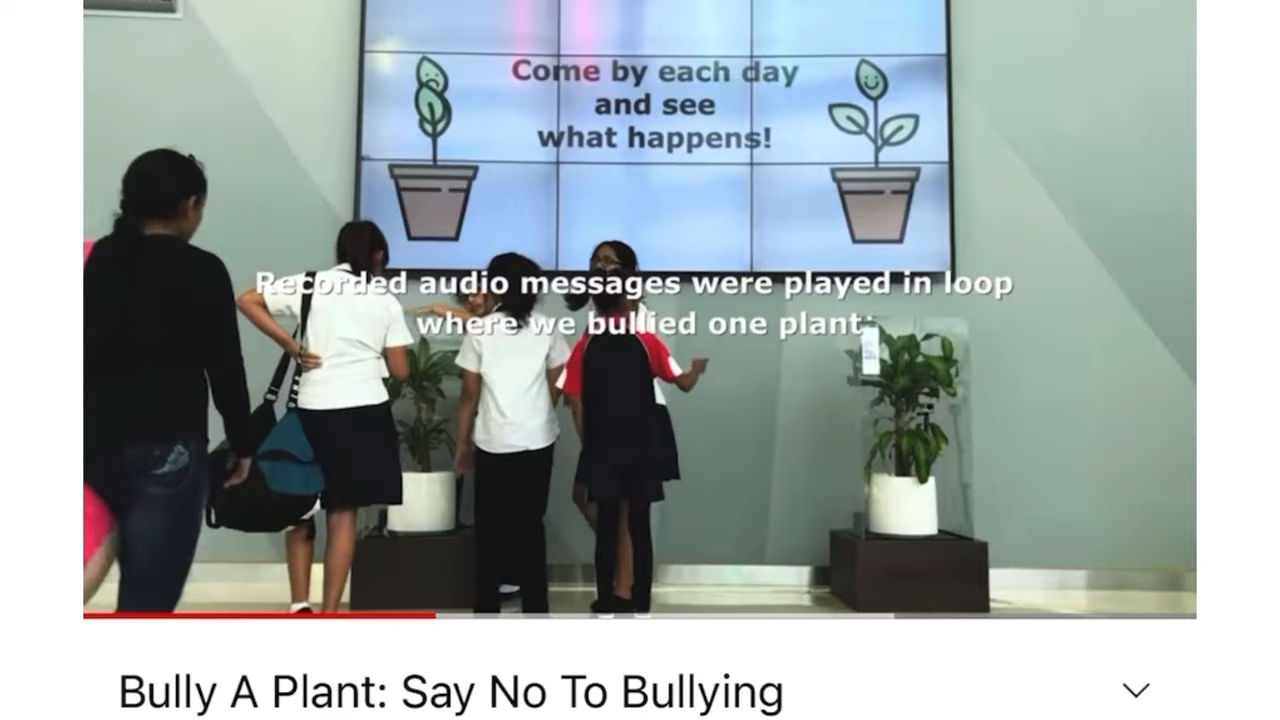 Come by each day
and see
what happens!
Recorded audio messages were played in loop
where we bullied one plant
Bully A Plant: Say No To Bullying